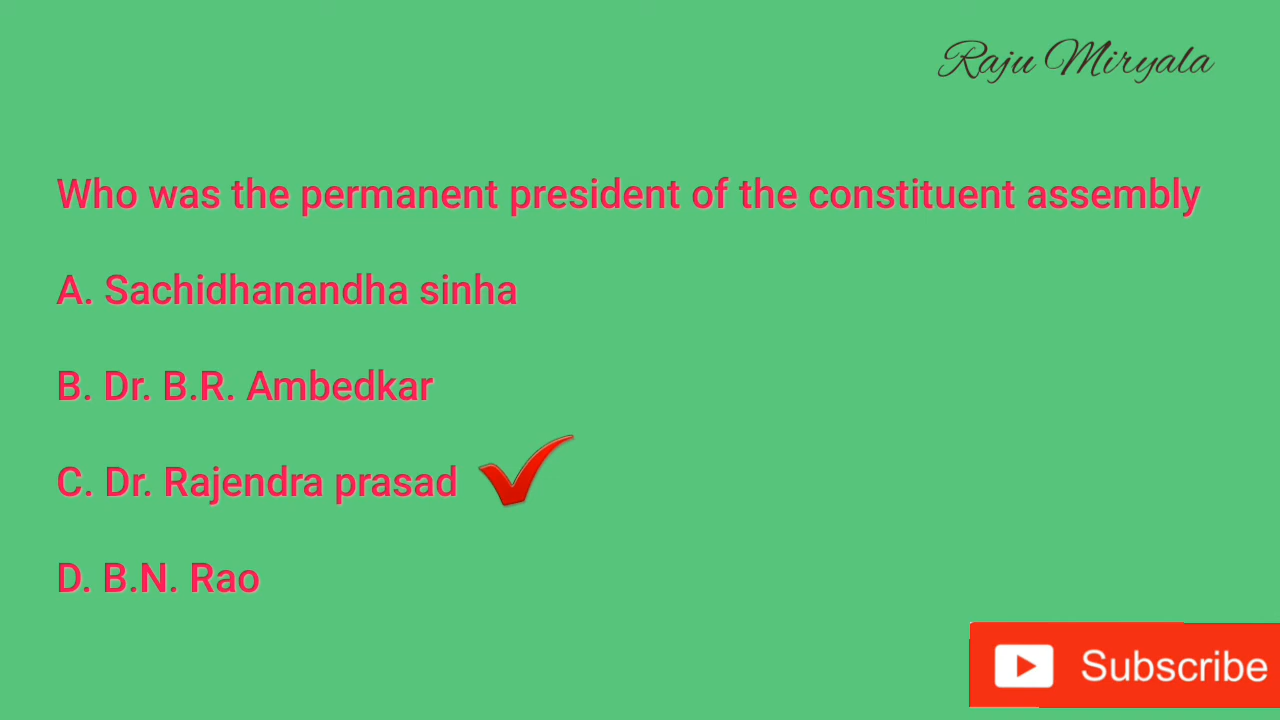 Raju Miryala
Who was the permanent president of the constituent assembly
A. Sachidhanandha sinha
B. Dr. B.R. Ambedkar
C. Dr. Rajendra prasad
D. B.N. Rao
Subscribe